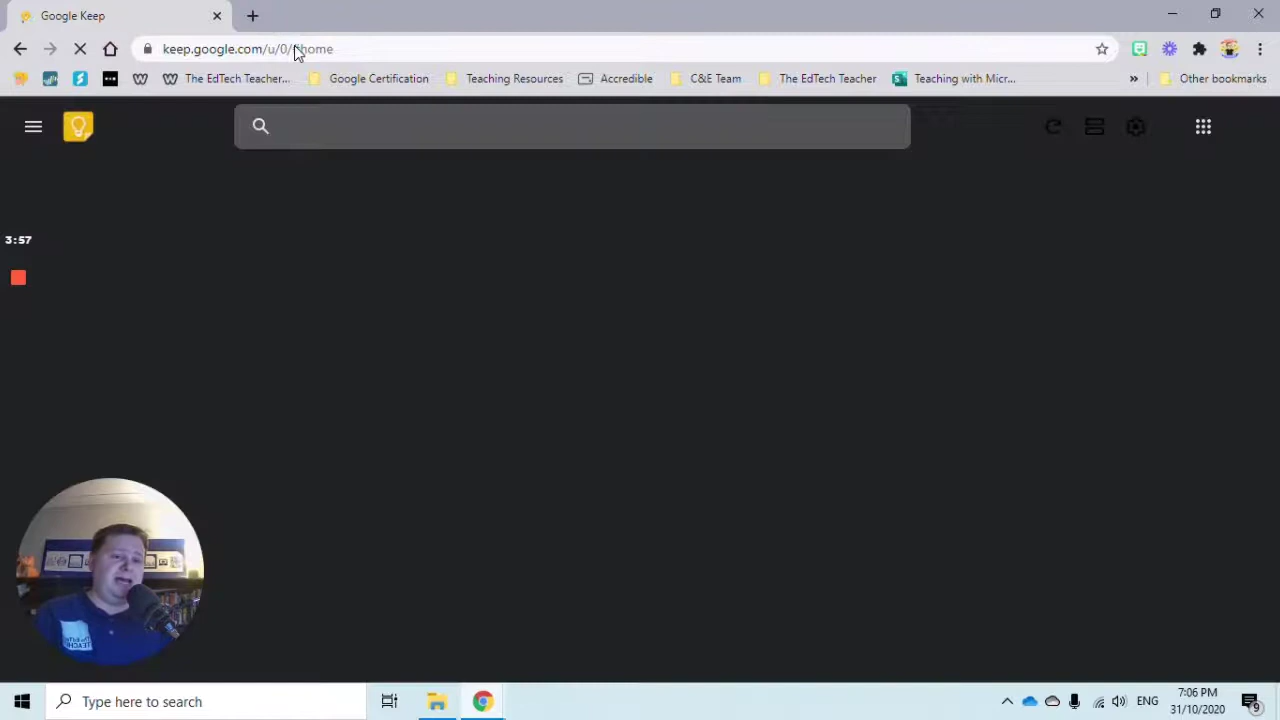 Google Keep
keep.google.com/u/0/#home
The EdTech Teacher...
Google Certification
Teaching Resources
Accredible
C&E Team
The EdTech Teacher
Teaching with Micr...
»
Other bookmarks
3:57
Type here to search
ENG
7:06 PM
31/10/2020
9